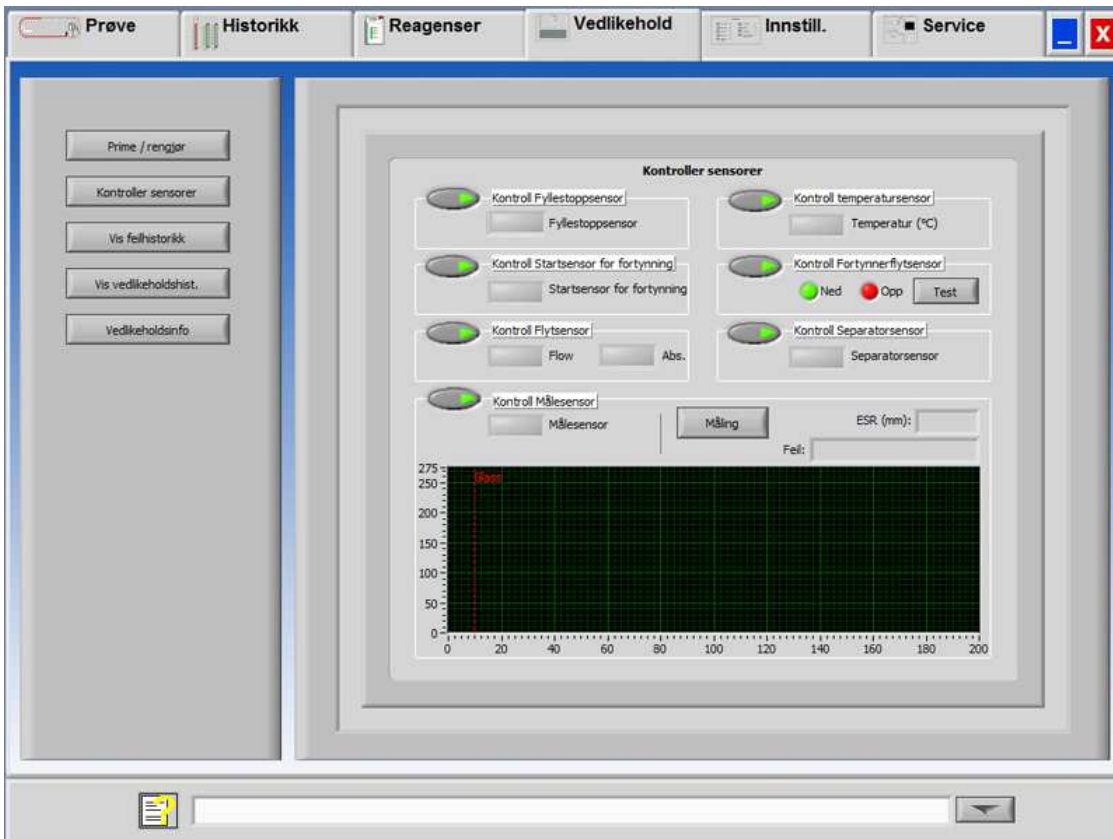 Prøve
Historikk
Reagenser
Vedlikehold
Innstill.
Service
X
Prime / rengjør
Kontroller sensorer
Vis feilhistorikk
Vis vedlikeholdshist.
Vedlikeholdsinfo
Kontroller sensorer
Kontroll Fyllestoppsensor
Fyllestoppsensor
Kontroll temperatursensor
Temperatur (°C)
Kontroll Startsensor for fortynning
Startsensor for fortynning
Kontroll Fortynnerflytsensor
Ned Opp Test
Kontroll Flytsensor
Flow Abs.
Kontroll Separatorsensor
Separatorsensor
Kontroll Målesensor
Målesensor
Måling
ESR (mm):
Feil:
275
250
200
150
100
50
0
Glass
0 20 40 60 80 100 120 140 160 180 200
?